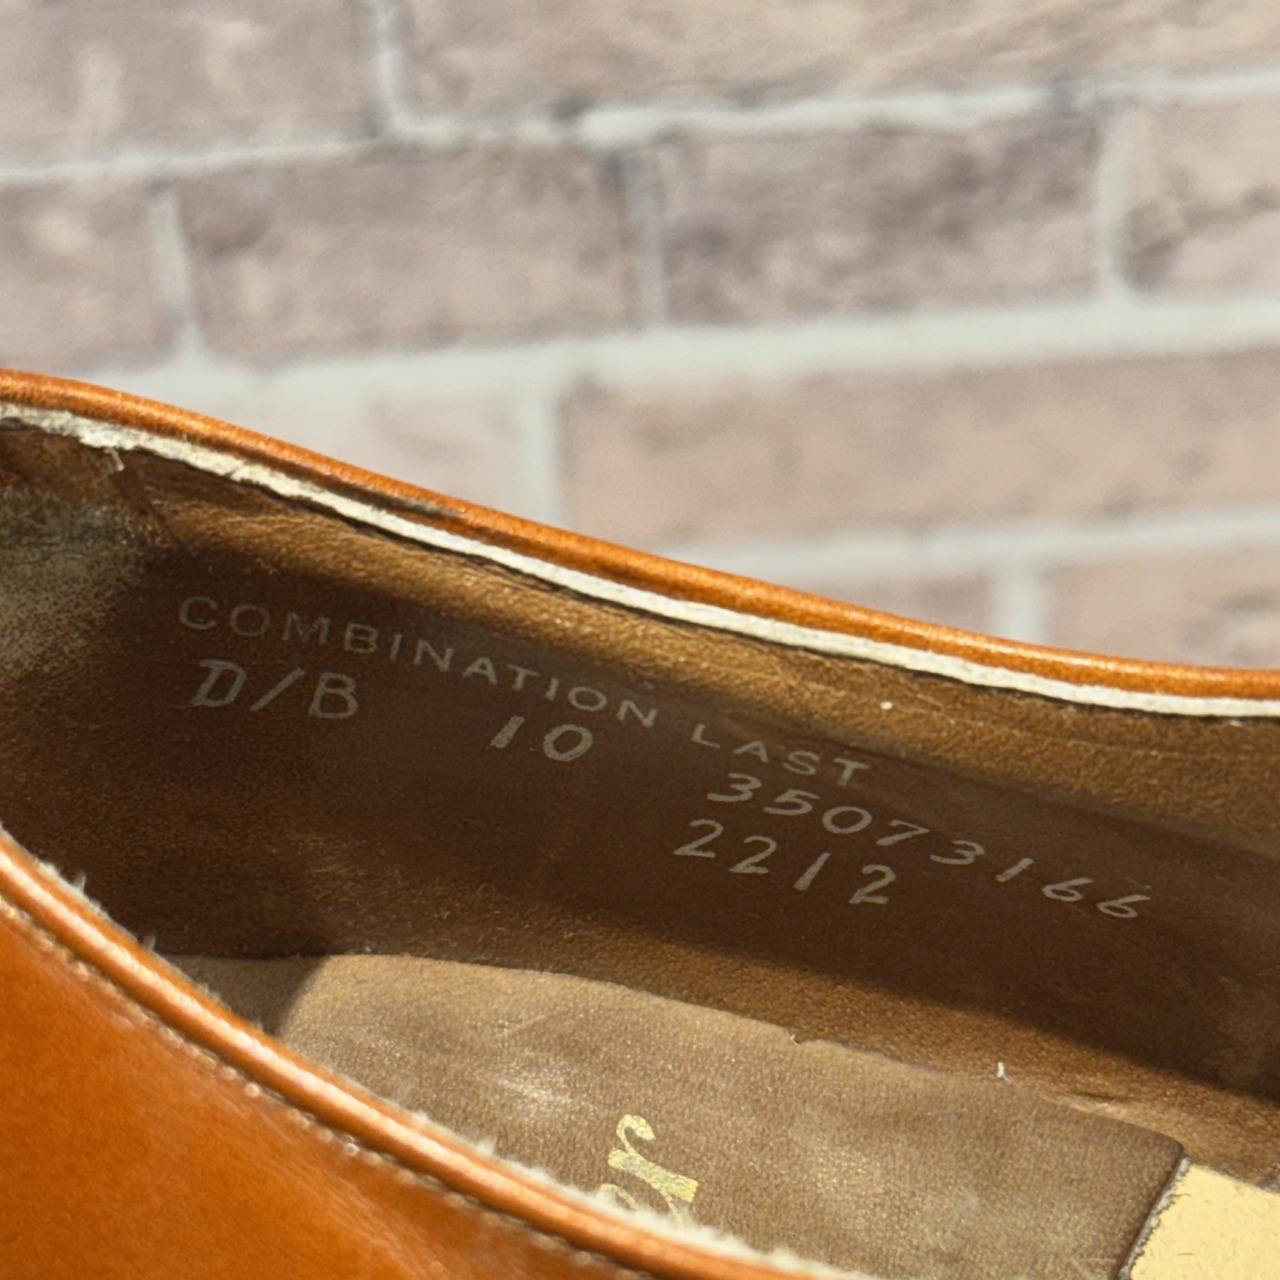 COMBINATION LAST
D/B 10 35073166
2212